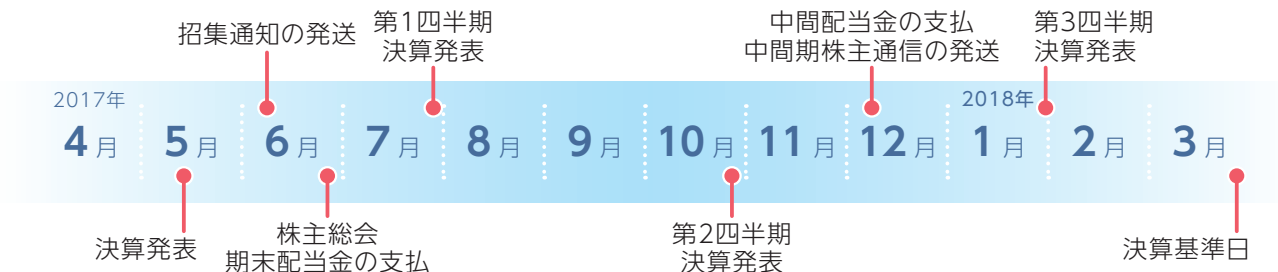 招集通知の発送
第1四半期
決算発表
中間配当金の支払
中間期株主通信の発送
第3四半期
決算発表
2017年
2018年
4月 5月 6月 7月 8月 9月 10月 11月 12月 1月 2月 3月
決算発表
株主総会
期末配当金の支払
第2四半期
決算発表
決算基準日